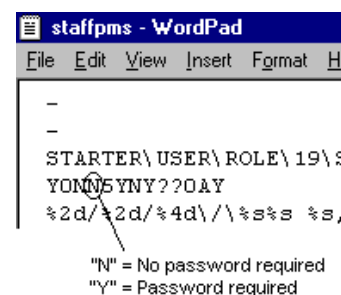 staffpms - WordPad
File Edit View Insert Format H
-
-
STARTER\USER\ROLE\19\S
YONNSYNY??OAY
%2d/%2d/%4d\/\%s%s %s,
"N" = No password required
"Y" = Password required